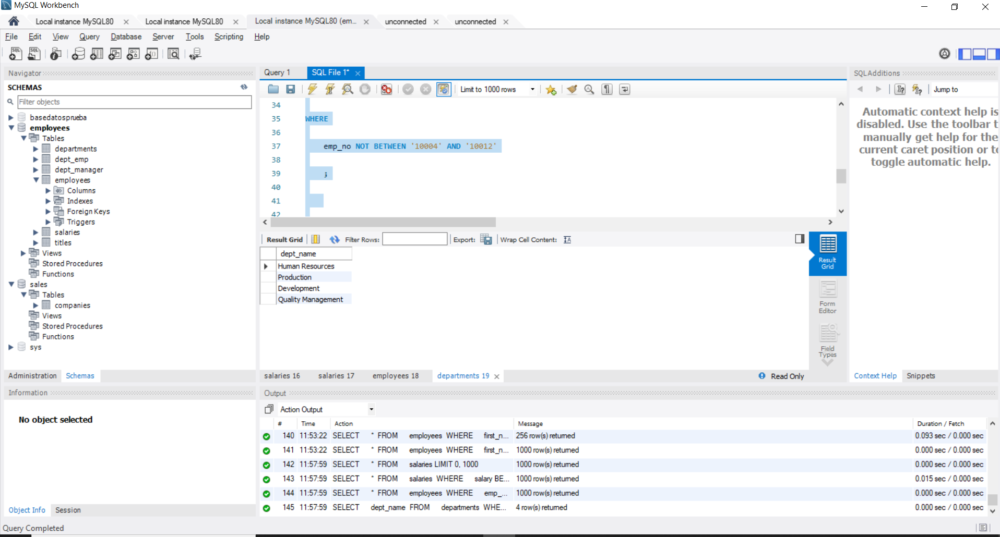 MySQL Workbench
Local instance MySQL80 Local instance MySQL80 Local instance MySQL80 (em... unconnected unconnected
File Edit View Query Database Server Tools Scripting Help
Navigator
SCHEMAS
Filter objects
basedatosprueba
employees
Tables
departments
dept_emp
dept_manager
employees
Columns
Indexes
Foreign Keys
Triggers
salaries
titles
Views
Stored Procedures
Functions
sales
Tables
companies
Views
Stored Procedures
Functions
sys
Administration Schemas
Information
No object selected
Object Info Session
Query Completed
Query 1 SQL File 1*
Limit to 1000 rows
34
35 WHERE
36
37 emp_no NOT BETWEEN '10004' AND '10012'
38
39 ;
40
41
42
Result Grid Filter Rows: Export: Wrap Cell Content:
dept_name
Human Resources
Production
Development
Quality Management
Result
Grid
Form
Editor
Field
Types
salaries 16 salaries 17 employees 18 departments 19 Read Only
SQLAdditions
Jump to
Automatic context help is
disabled. Use the toolbar t
manually get help for the
current caret position or to
toggle automatic help.
Context Help Snippets
Output
Action Output
# Time Action Message Duration / Fetch
140 11:53:22 SELECT * FROM employees WHERE first_n... 256 row(s) returned 0.093 sec / 0.000 sec
141 11:53:22 SELECT * FROM employees WHERE first_n... 1000 row(s) returned 0.000 sec / 0.000 sec
142 11:57:59 SELECT * FROM salaries LIMIT 0, 1000 1000 row(s) returned 0.000 sec / 0.000 sec
143 11:57:59 SELECT * FROM salaries WHERE salary BE... 1000 row(s) returned 0.015 sec / 0.000 sec
144 11:57:59 SELECT * FROM employees WHERE emp_... 1000 row(s) returned 0.000 sec / 0.000 sec
145 11:57:59 SELECT dept_name FROM departments WHE... 4 row(s) returned 0.000 sec / 0.000 sec